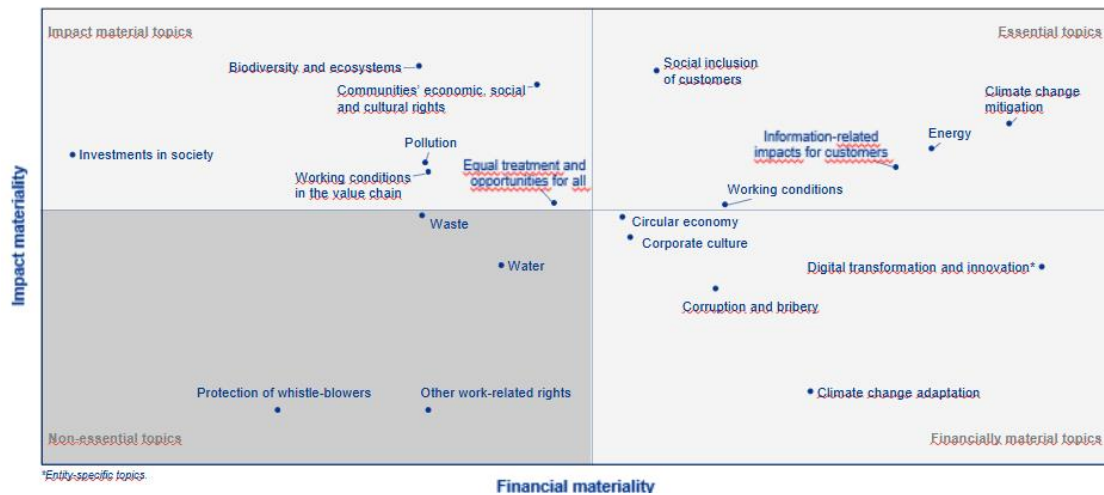 Impact material topics
Essential topics
Biodiversity and ecosystems
Communities' economic, social
and cultural rights
Social inclusion
of customers
Climate change
mitigation
Investments in society
Pollution
Working conditions
in the value chain
Equal treatment and
opportunities for all
Information-related
impacts for customers
Energy
Working conditions
Waste
Water
Circular economy
Corporate culture
Digital transformation and innovation*
Corruption and bribery
Protection of whistle-blowers
Other work-related rights
Climate change adaptation
Non-essential topics
Financially material topics
Impact materiality
*Entity-specific topics.
Financial materiality